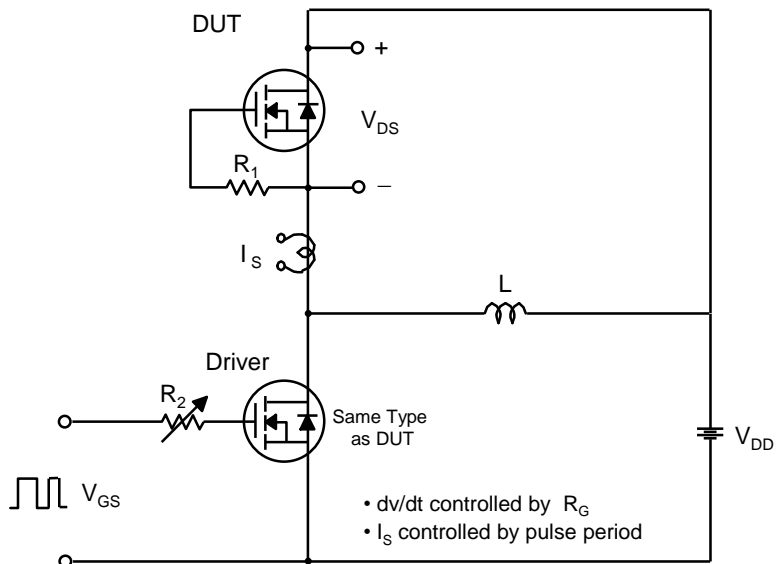 DUT
+
V_DS
R_1
–
I_S
L
Driver
R_2
Same Type
as DUT
V_DD
V_GS
• dv/dt controlled by R_G
• I_S controlled by pulse period